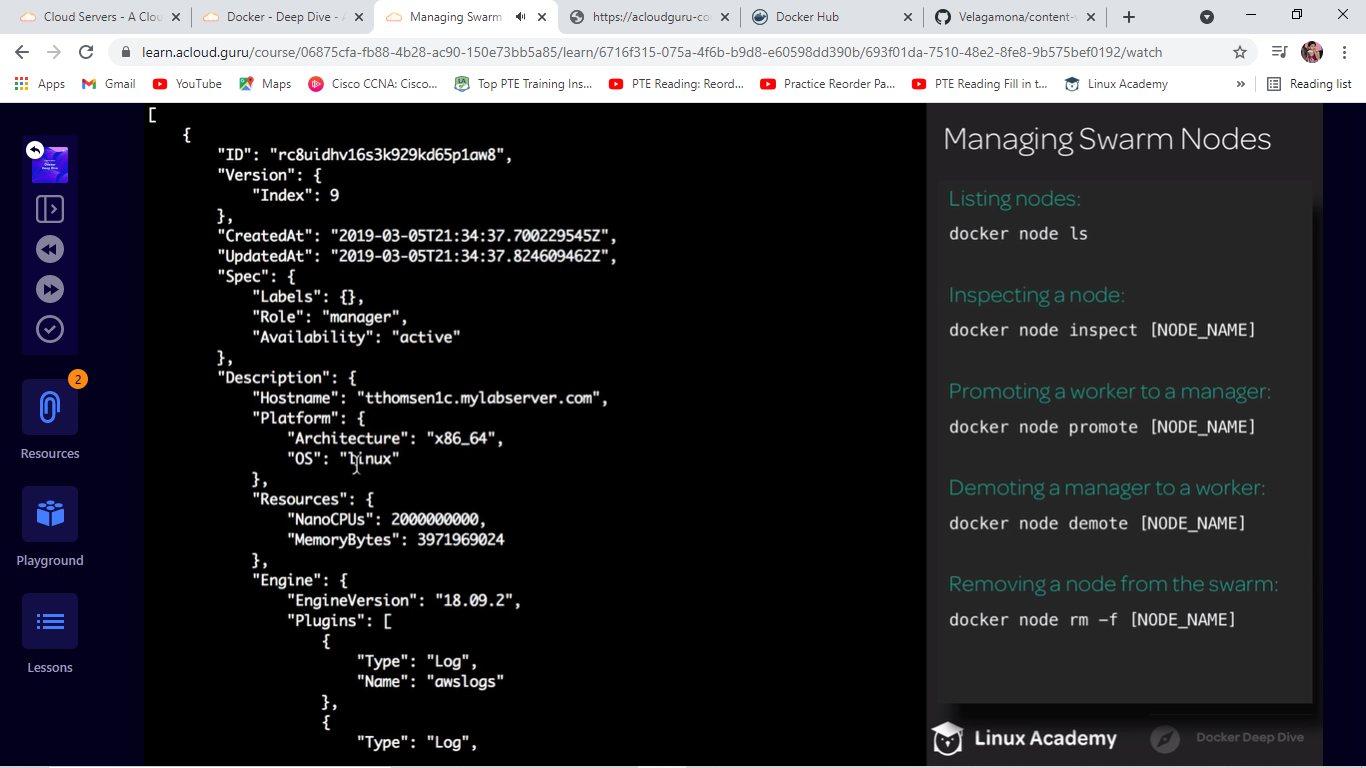 Cloud Servers - A Clou
Docker - Deep Dive - A
Managing Swarm
https://acloudguru-co
Docker Hub
Velagamona/content-
learn.acloud.guru/course/06875cfa-fb88-4b28-ac90-150e73bb5a85/learn/6716f315-075a-4f6b-b9d8-e60598dd390b/693f01da-7510-48e2-8fe8-9b575bef0192/watch
Apps
Gmail
YouTube
Maps
Cisco CCNA: Cisco...
Top PTE Training Ins...
PTE Reading: Reord...
Practice Reorder Pa...
PTE Reading Fill in t...
Linux Academy
»
Reading list
2
Resources
Playground
Lessons
[
{
"ID": "rc8uidhv16s3k929kd65p1aw8",
"Version": {
"Index": 9
},
"CreatedAt": "2019-03-05T21:34:37.700229545Z",
"UpdatedAt": "2019-03-05T21:34:37.824609462Z",
"Spec": {
"Labels": {},
"Role": "manager",
"Availability": "active"
},
"Description": {
"Hostname": "tthomsen1c.mylabserver.com",
"Platform": {
"Architecture": "x86_64",
"OS": "linux"
},
"Resources": {
"NanoCPUs": 2000000000,
"MemoryBytes": 3971969024
},
"Engine": {
"EngineVersion": "18.09.2",
"Plugins": [
{
"Type": "Log",
"Name": "awslogs"
},
{
"Type": "Log",
Managing Swarm Nodes
Listing nodes:
docker node ls
Inspecting a node:
docker node inspect [NODE_NAME]
Promoting a worker to a manager:
docker node promote [NODE_NAME]
Demoting a manager to a worker:
docker node demote [NODE_NAME]
Removing a node from the swarm:
docker node rm -f [NODE_NAME]
Linux Academy
Docker Deep Dive